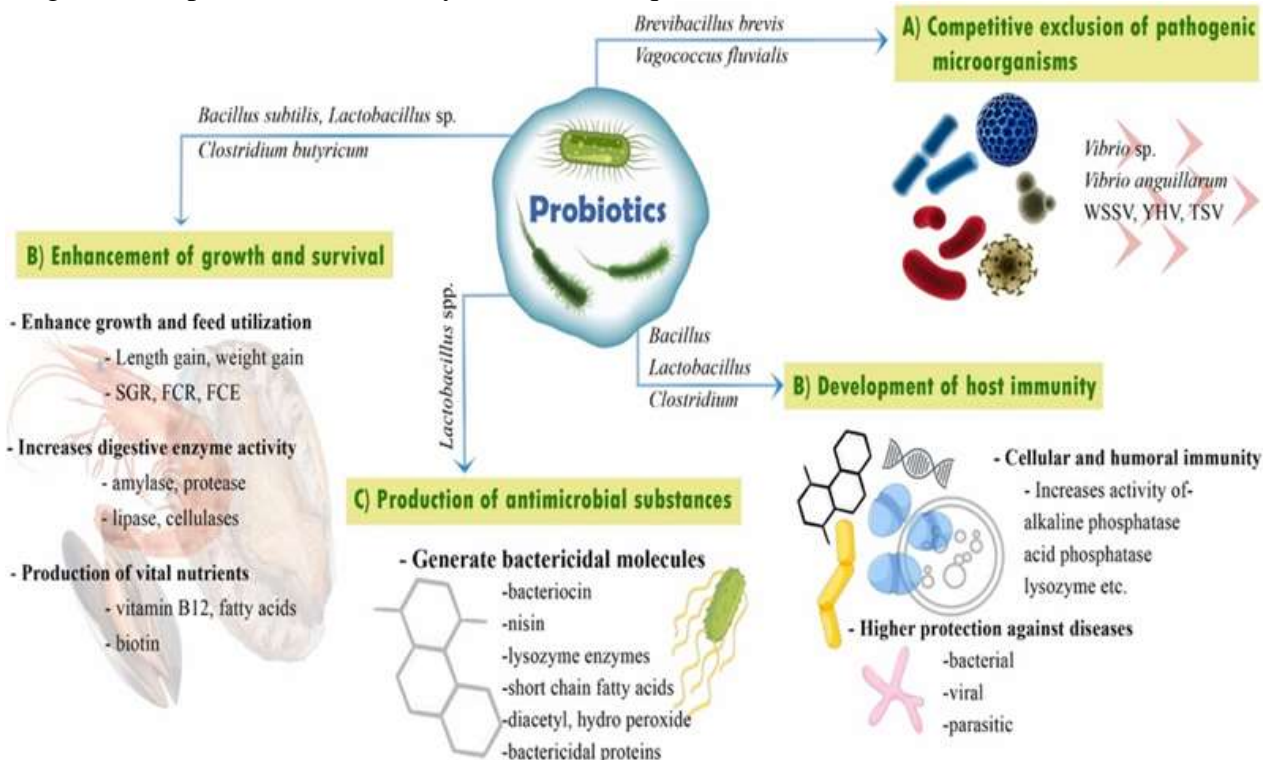 Brevibacillus brevis
Vagococcus fluvialis
A) Competitive exclusion of pathogenic
microorganisms
Vibrio sp.
Vibrio anguillarum
WSSV, YHV, TSV
Bacillus subtilis, Lactobacillus sp.
Clostridium butyricum
Probiotics
B) Enhancement of growth and survival
- Enhance growth and feed utilization
- Length gain, weight gain
- SGR, FCR, FCE
- Increases digestive enzyme activity
- amylase, protease
- lipase, cellulases
- Production of vital nutrients
- vitamin B12, fatty acids
- biotin
Lactobacillus spp.
C) Production of antimicrobial substances
- Generate bactericidal molecules
-bacteriocin
-nisin
-lysozyme enzymes
-short chain fatty acids
-diacetyl, hydro peroxide
-bactericidal proteins
Bacillus
Lactobacillus
Clostridium
B) Development of host immunity
- Cellular and humoral immunity
- Increases activity of-
alkaline phosphatase
acid phosphatase
lysozyme etc.
- Higher protection against diseases
-bacterial
-viral
-parasitic